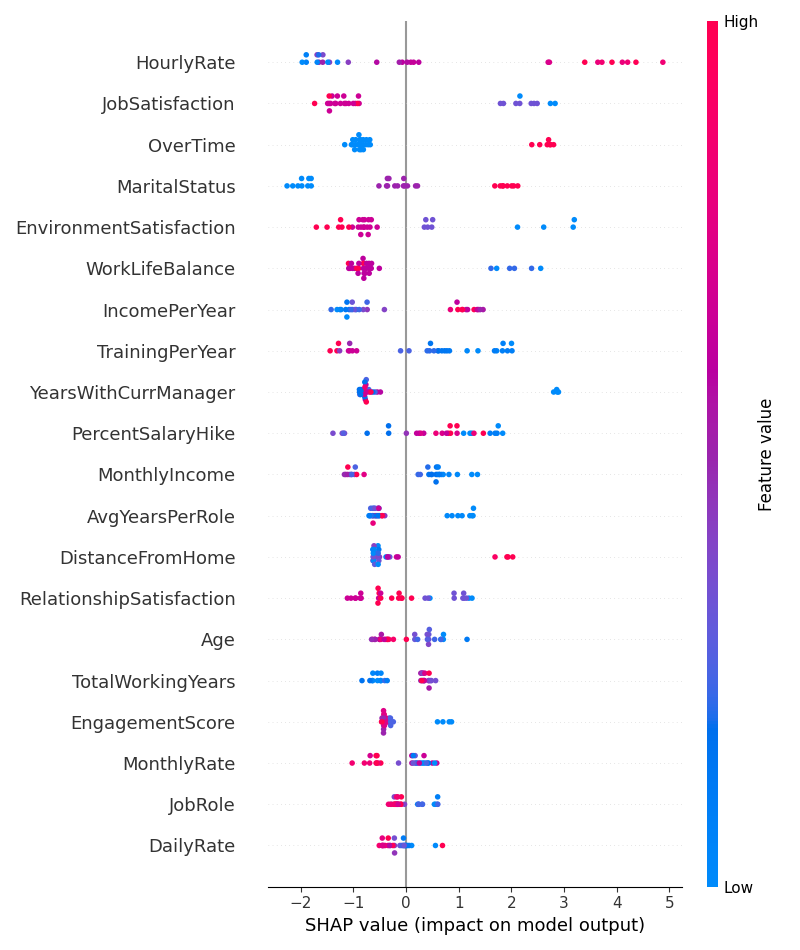 High
HourlyRate
JobSatisfaction
OverTime
MaritalStatus
EnvironmentSatisfaction
WorkLifeBalance
IncomePerYear
TrainingPerYear
YearsWithCurrManager
PercentSalaryHike
MonthlyIncome
AvgYearsPerRole
DistanceFromHome
RelationshipSatisfaction
Age
TotalWorkingYears
EngagementScore
MonthlyRate
JobRole
DailyRate
Feature value
Low
−2 −1 0 1 2 3 4 5
SHAP value (impact on model output)